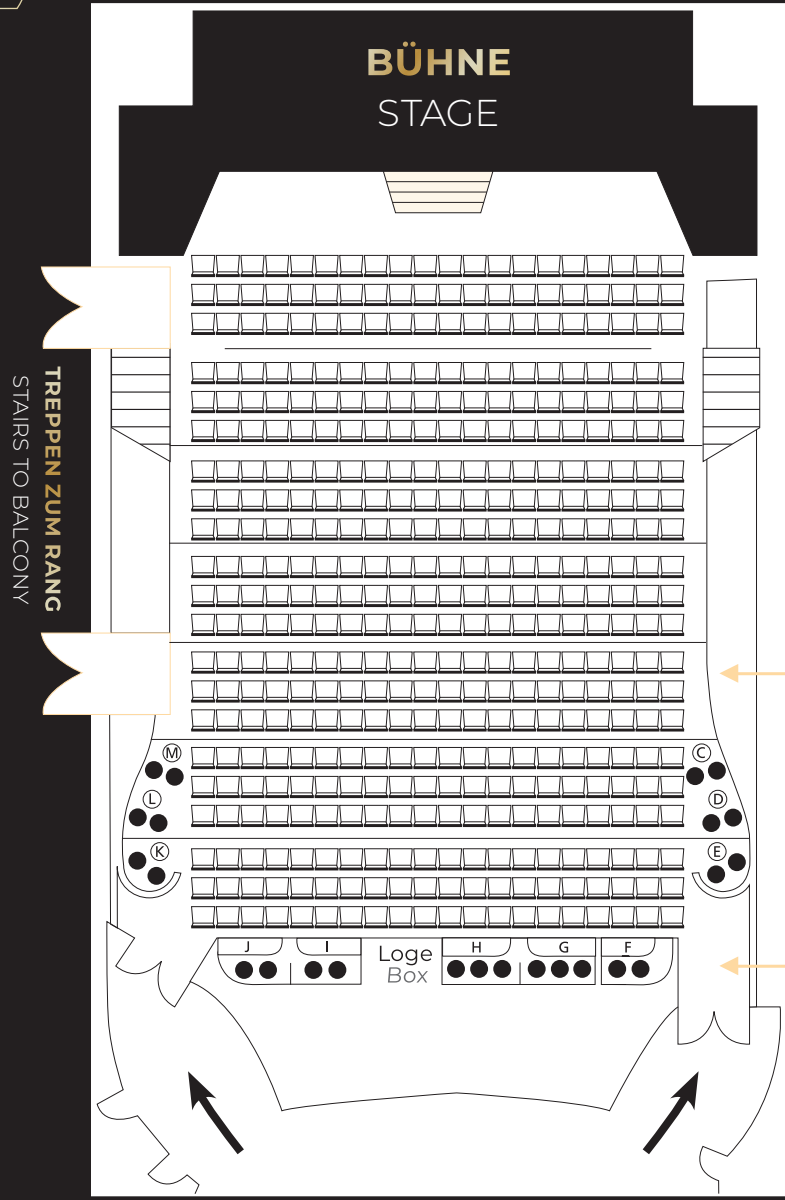 BÜHNE
STAGE
TREPPEN ZUM RANG
STAIRS TO BALCONY
M
C
L
D
K
E
J
I
Loge
Box
H
G
F